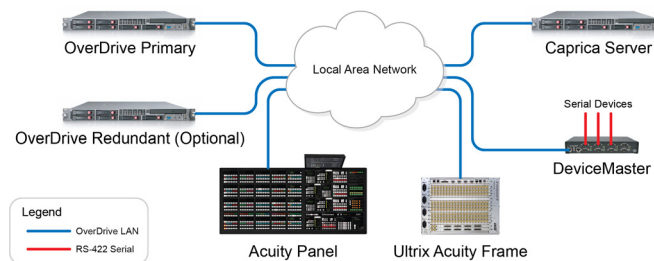 OverDrive Primary
Caprica Server
Local Area Network
Serial Devices
OverDrive Redundant (Optional)
DeviceMaster
Legend
OverDrive LAN
RS-422 Serial
Acuity Panel
Ultrix Acuity Frame